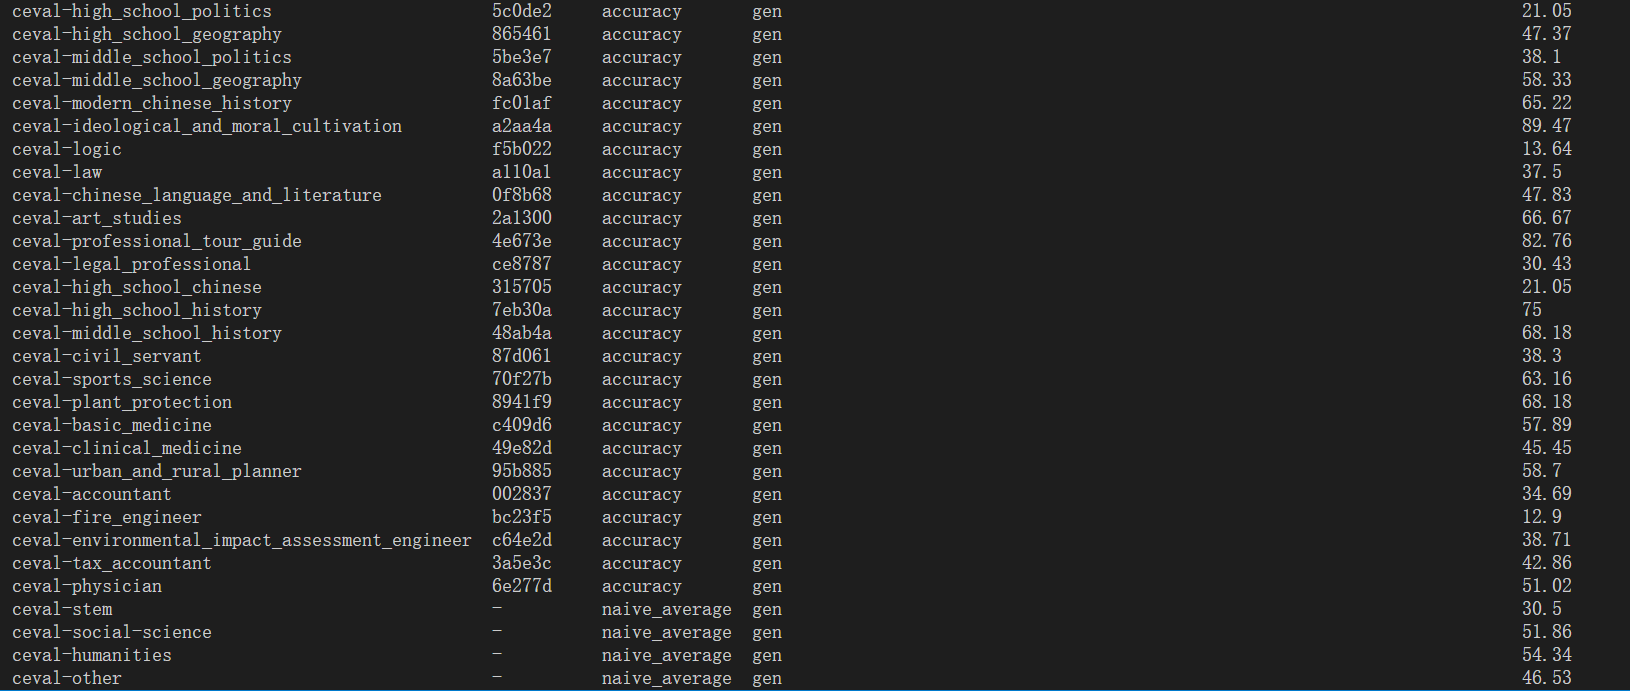 ceval-high_school_politics 5c0de2 accuracy gen 21.05
ceval-high_school_geography 865461 accuracy gen 47.37
ceval-middle_school_politics 5be3e7 accuracy gen 38.1
ceval-middle_school_geography 8a63be accuracy gen 58.33
ceval-modern_chinese_history fc01af accuracy gen 65.22
ceval-ideological_and_moral_cultivation a2aa4a accuracy gen 89.47
ceval-logic f5b022 accuracy gen 13.64
ceval-law a110a1 accuracy gen 37.5
ceval-chinese_language_and_literature 0f8b68 accuracy gen 47.83
ceval-art_studies 2a1300 accuracy gen 66.67
ceval-professional_tour_guide 4e673e accuracy gen 82.76
ceval-legal_professional ce8787 accuracy gen 30.43
ceval-high_school_chinese 315705 accuracy gen 21.05
ceval-high_school_history 7eb30a accuracy gen 75
ceval-middle_school_history 48ab4a accuracy gen 68.18
ceval-civil_servant 87d061 accuracy gen 38.3
ceval-sports_science 70f27b accuracy gen 63.16
ceval-plant_protection 8941f9 accuracy gen 68.18
ceval-basic_medicine c409d6 accuracy gen 57.89
ceval-clinical_medicine 49e82d accuracy gen 45.45
ceval-urban_and_rural_planner 95b885 accuracy gen 58.7
ceval-accountant 002837 accuracy gen 34.69
ceval-fire_engineer bc23f5 accuracy gen 12.9
ceval-environmental_impact_assessment_engineer c64e2d accuracy gen 38.71
ceval-tax_accountant 3a5e3c accuracy gen 42.86
ceval-physician 6e277d accuracy gen 51.02
ceval-stem - naive_average gen 30.5
ceval-social-science - naive_average gen 51.86
ceval-humanities - naive_average gen 54.34
ceval-other - naive_average gen 46.53